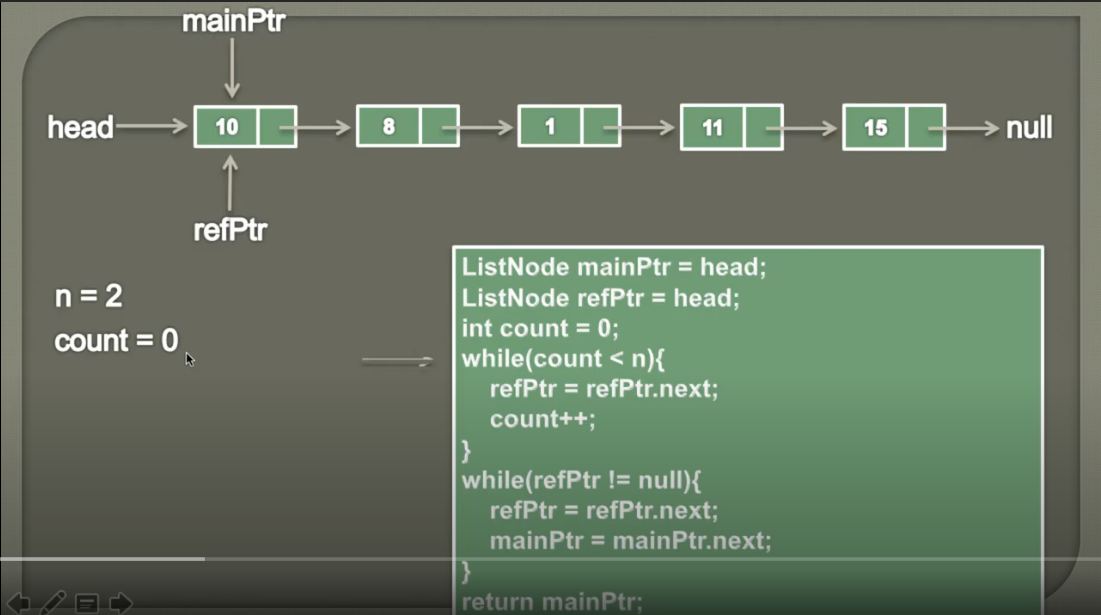 mainPtr
head 10 8 1 11 15 null
refPtr
n = 2
count = 0
ListNode mainPtr = head;
ListNode refPtr = head;
int count = 0;
while(count < n){
refPtr = refPtr.next;
count++;
}
while(refPtr != null){
refPtr = refPtr.next;
mainPtr = mainPtr.next;
}
return mainPtr;